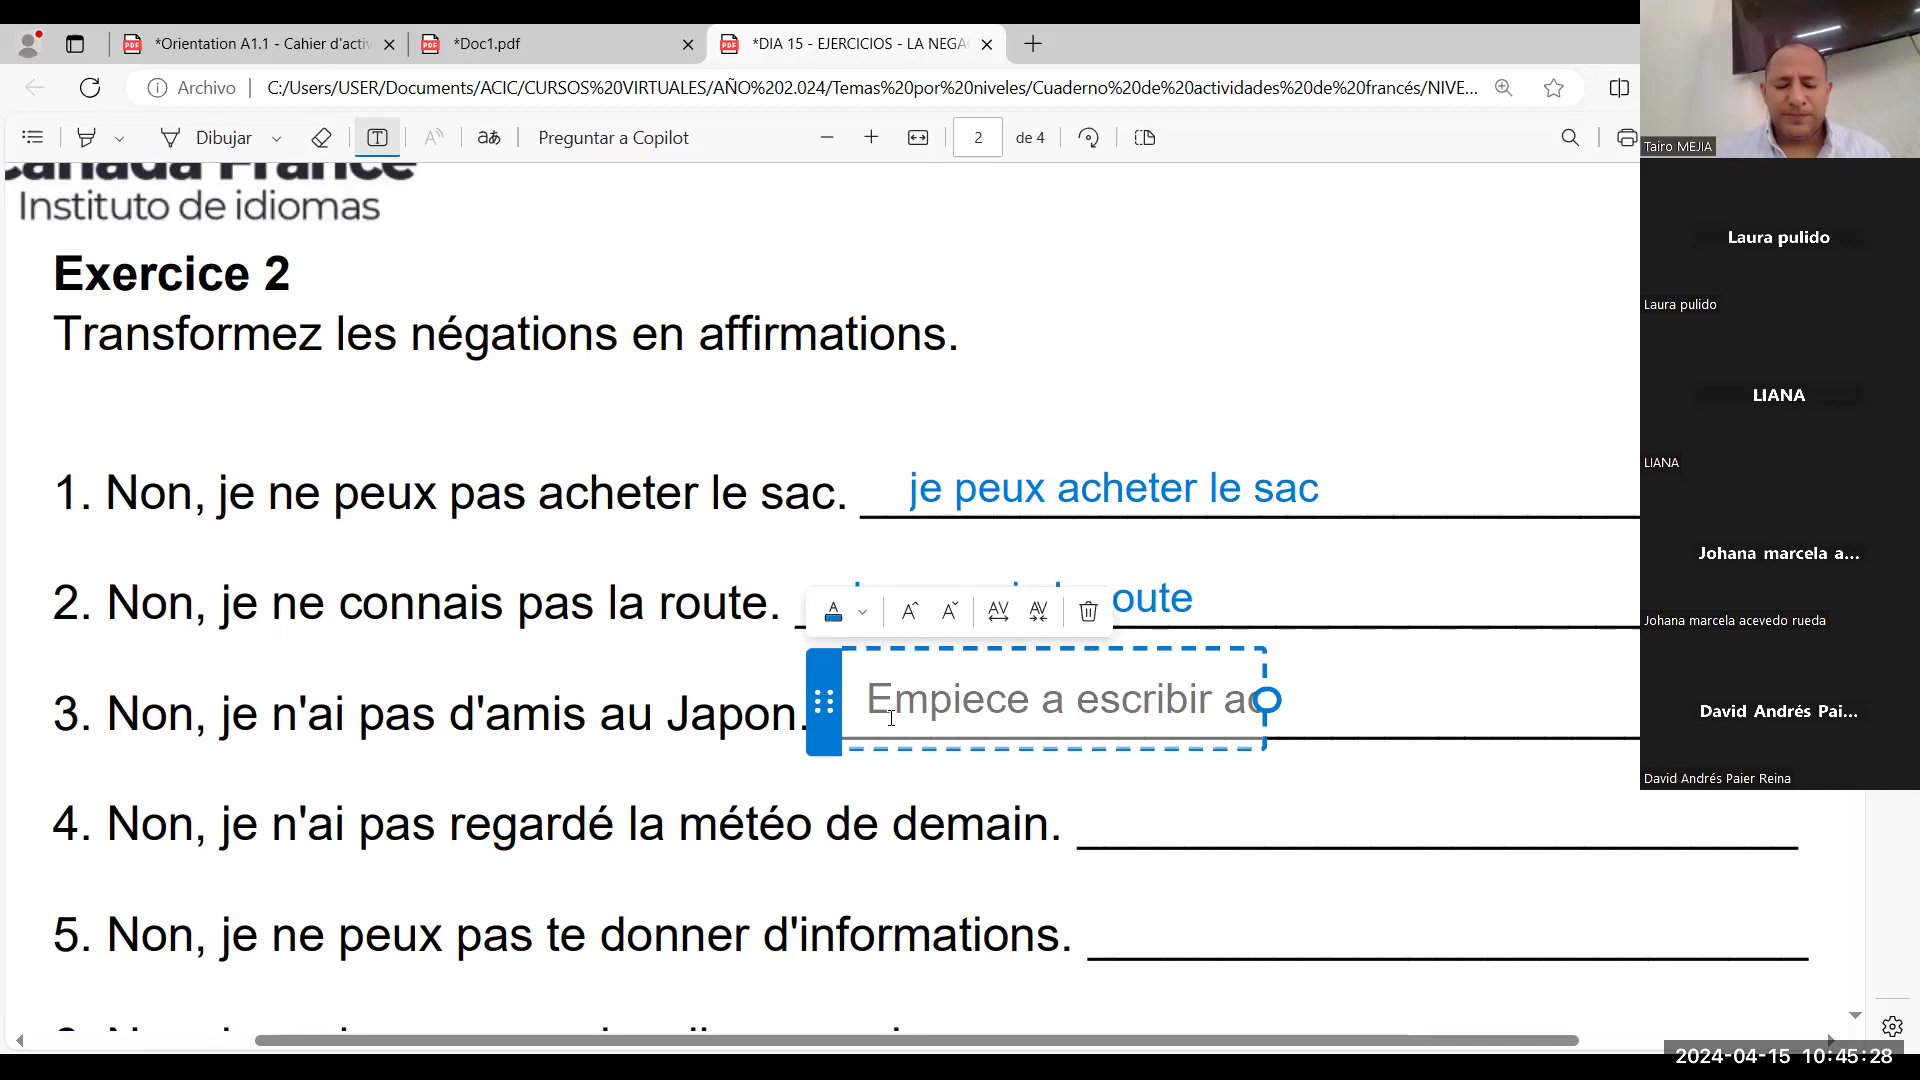 *Orientation A1.1 - Cahier d'activ
*Doc1.pdf
*DIA 15 - EJERCICIOS - LA NEGA
Archivo
C:/Users/USER/Documents/ACIC/CURSOS%20VIRTUALES/AÑO%202.024/Temas%20por%20niveles/Cuaderno%20de%20actividades%20de%20francés/NIVE...
Dibujar
Preguntar a Copilot
2
de 4
Canada France
Instituto de idiomas
Exercice 2
Transformez les négations en affirmations.
1. Non, je ne peux pas acheter le sac. je peux acheter le sac
2. Non, je ne connais pas la route. oute
3. Non, je n'ai pas d'amis au Japon. Empiece a escribir
4. Non, je n'ai pas regardé la météo de demain.
5. Non, je ne peux pas te donner d'informations.
Tairo MEJIA
Laura pulido
Laura pulido
LIANA
LIANA
Johana marcela a...
Johana marcela acevedo rueda
David Andrés Pai...
David Andrés Paier Reina
2024-04-15 10:45:28